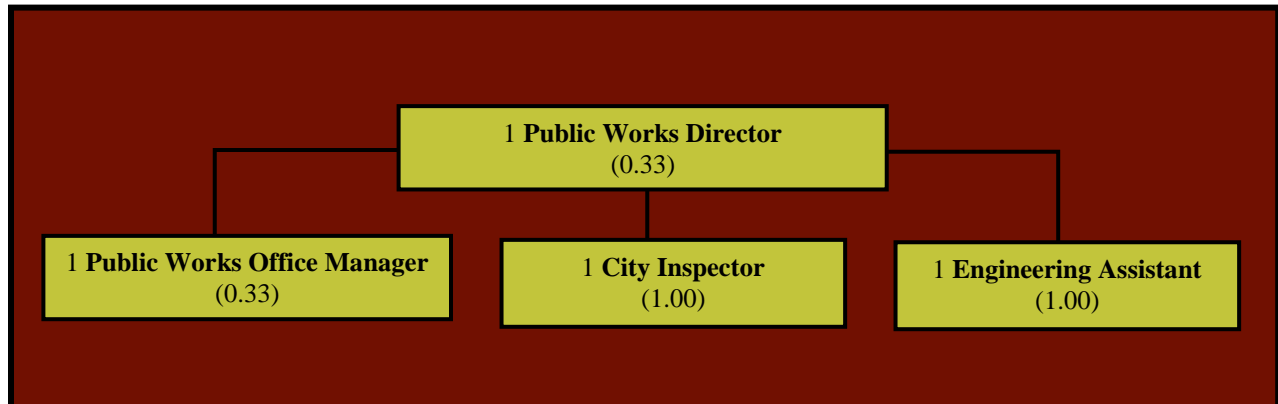 1 Public Works Director
(0.33)
1 Public Works Office Manager
(0.33)
1 City Inspector
(1.00)
1 Engineering Assistant
(1.00)